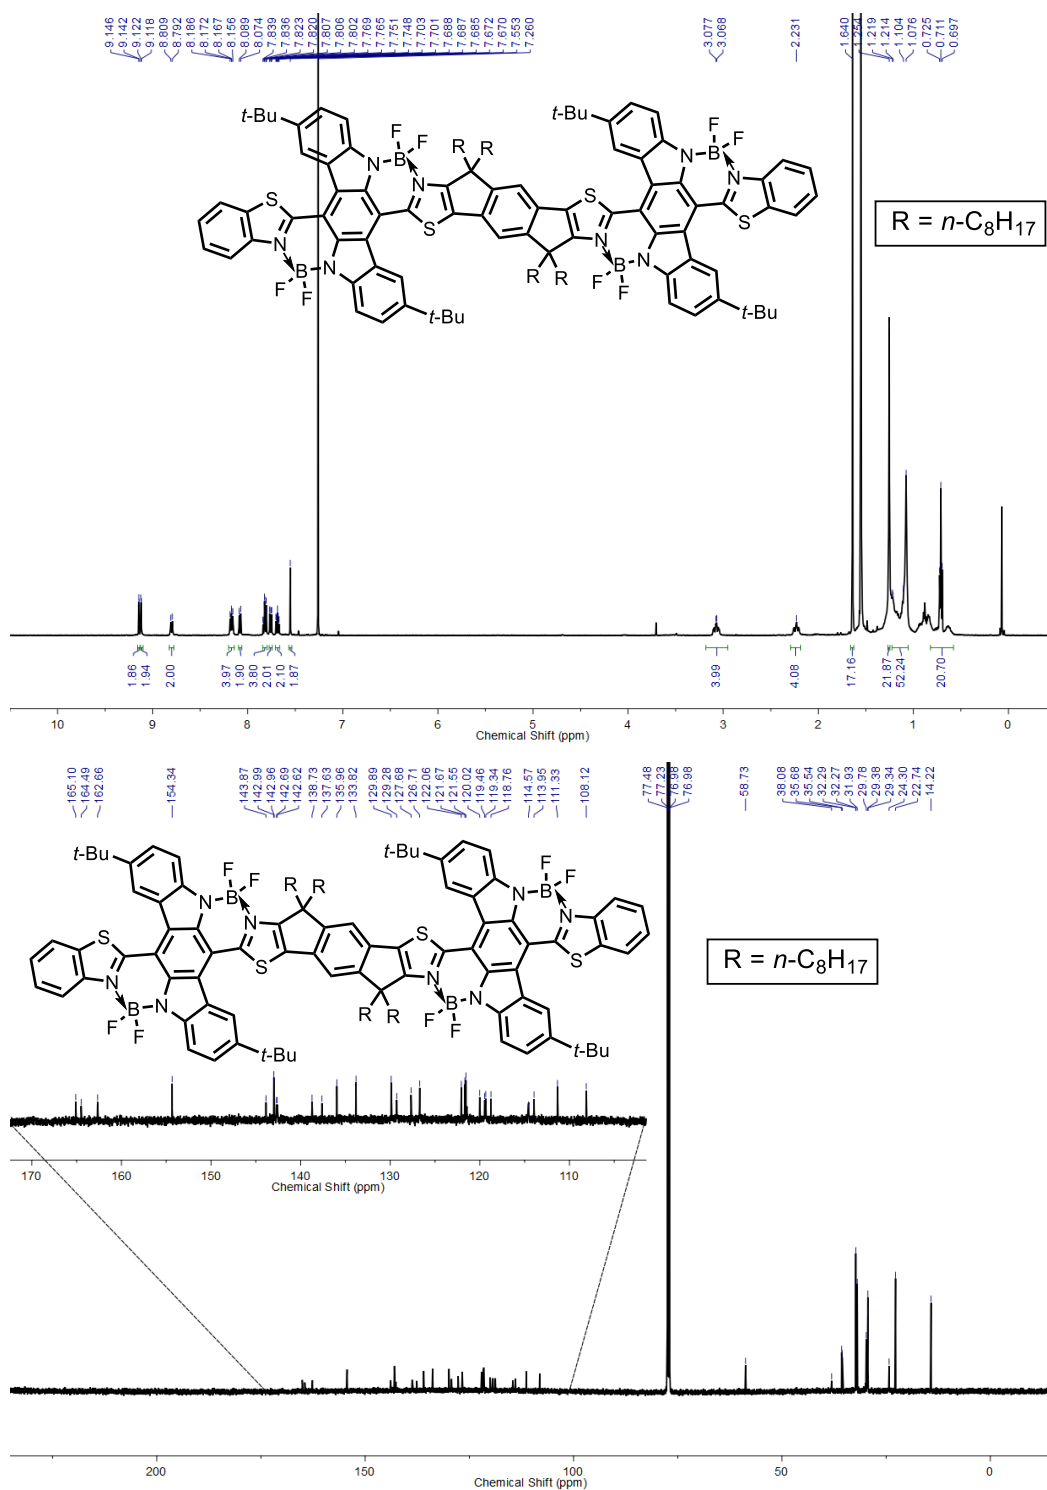 9.146 9.142 9.122 9.118 8.809 8.792 8.186 8.172 8.167 8.156 8.089 8.074 7.839 7.836 7.823 7.820 7.807 7.806 7.802 7.769 7.765 7.751 7.748 7.703 7.701 7.688 7.687 7.685 7.672 7.670 7.553 7.260 3.077 3.068 2.231 1.640 1.254 1.219 1.214 1.104 1.076 0.725 0.711 0.697
t-Bu F F R R t-Bu F F
N B N B
S N S N
N S N S
B N R R B N
F F F F
t-Bu t-Bu
R = n-C8H17
1.86 1.94 2.00 3.97 1.90 3.80 2.01 2.10 1.87 3.99 4.08 17.16 21.87 52.24 20.70
10 9 8 7 6 5 4 3 2 1 0
Chemical Shift (ppm)
165.10 164.49 162.66 154.34 143.87 142.99 142.96 142.69 142.62 138.73 137.63 135.96 133.82 129.89 129.28 127.68 126.71 122.06 121.67 121.55 120.02 119.46 119.34 118.76 114.57 113.95 111.33 108.12 77.48 77.23 76.98 76.98 58.73 38.08 35.68 35.54 32.29 32.27 31.93 29.78 29.38 29.34 24.30 22.74 14.22
t-Bu F F R R t-Bu F F
N B N B
S N S N
N S N S
B N R R B N
F F F F
t-Bu t-Bu
R = n-C8H17
170 160 150 140 130 120 110
Chemical Shift (ppm)
200 150 100 50 0
Chemical Shift (ppm)